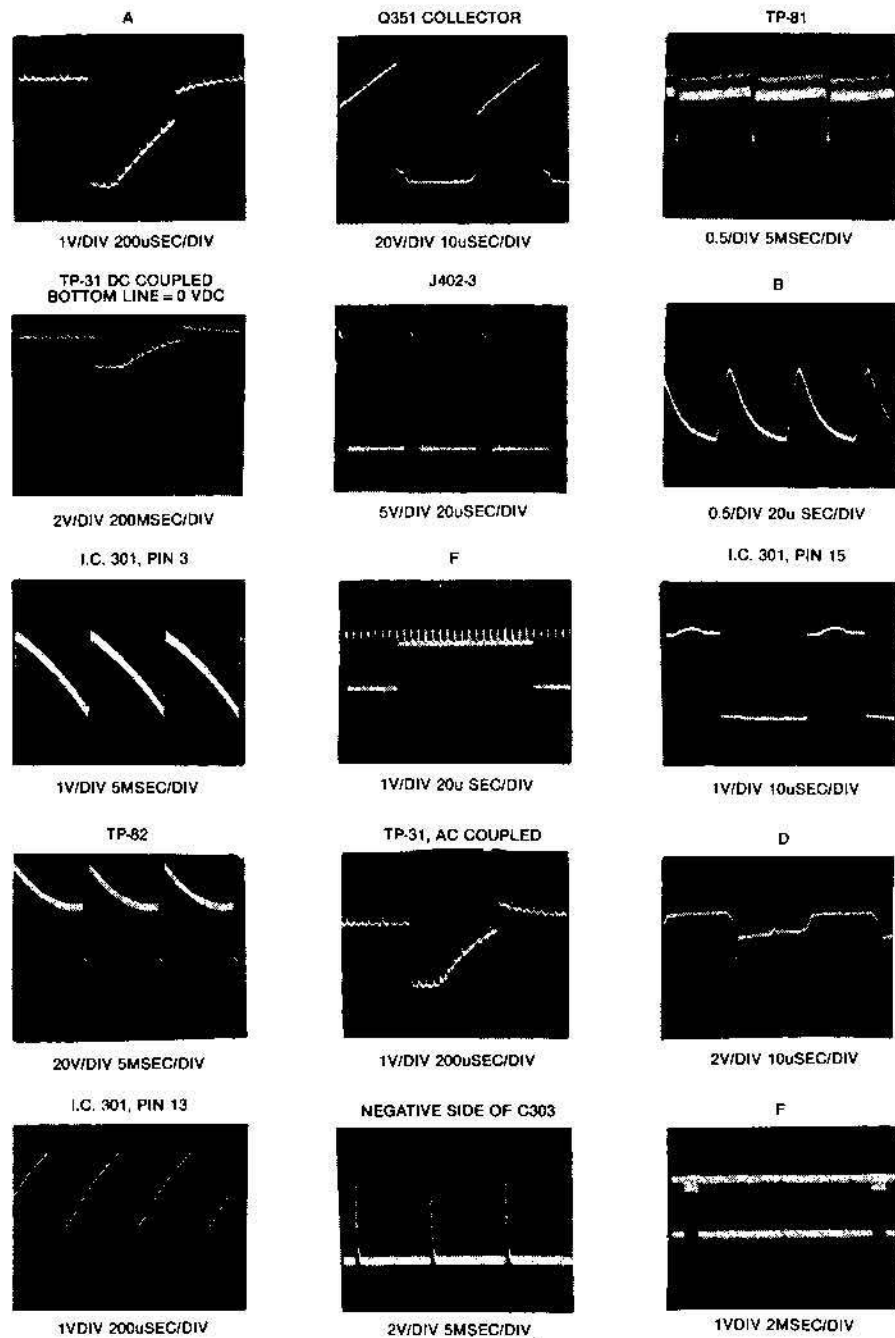 A
Q351 COLLECTOR
TP-81
1V/DIV 200uSEC/DIV
20V/DIV 10uSEC/DIV
0.5/DIV 5MSEC/DIV
TP-31 DC COUPLED
BOTTOM LINE = 0 VDC
J402-3
B
2V/DIV 200MSEC/DIV
5V/DIV 20uSEC/DIV
0.5/DIV 20u SEC/DIV
I.C. 301, PIN 3
F
I.C. 301, PIN 15
1V/DIV 5MSEC/DIV
1V/DIV 20u SEC/DIV
1V/DIV 10uSEC/DIV
TP-82
TP-31, AC COUPLED
D
20V/DIV 5MSEC/DIV
1V/DIV 200uSEC/DIV
2V/DIV 10uSEC/DIV
I.C. 301, PIN 13
NEGATIVE SIDE OF C303
F
1VDIV 200uSEC/DIV
2V/DIV 5MSEC/DIV
1VDIV 2MSEC/DIV